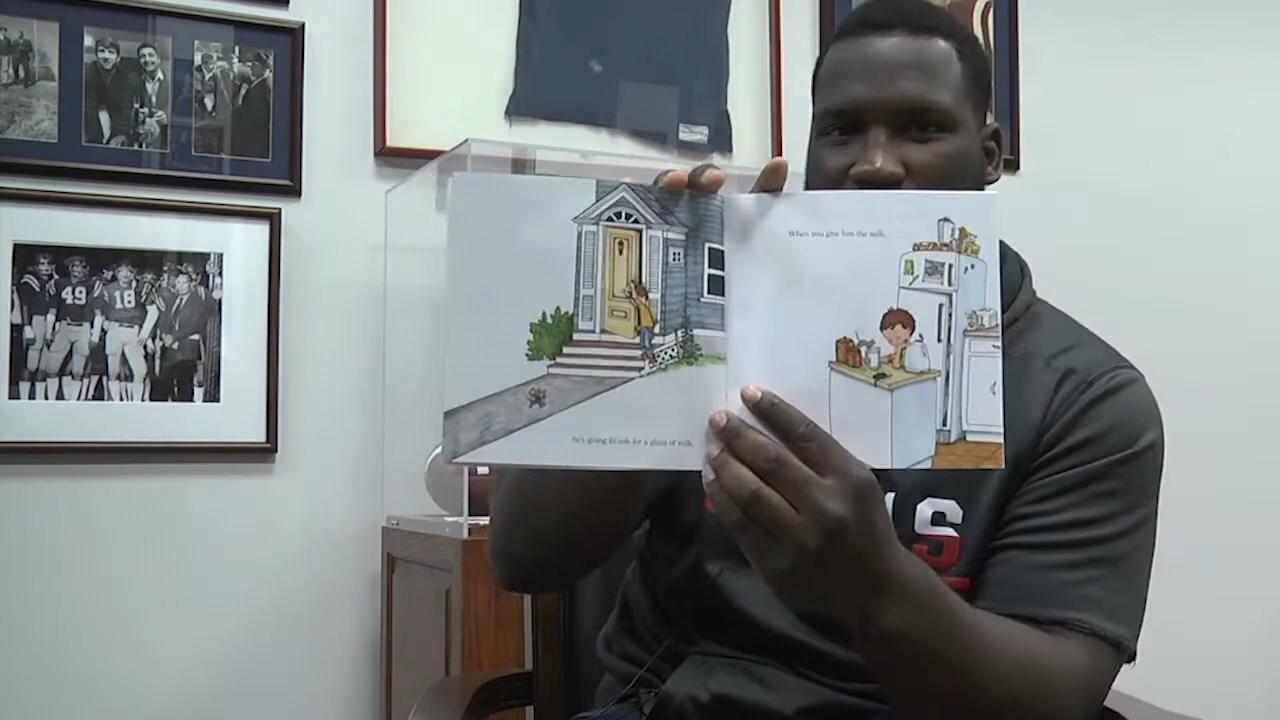 49
18
he's going to ask for a glass of milk.
When you give him the milk,
S